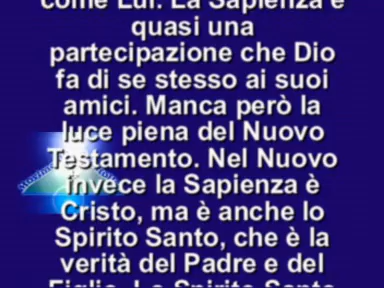 come Lui. La Sapienza è
quasi una
partecipazione che Dio
fa di se stesso ai suoi
amici. Manca però la
luce piena del Nuovo
Testamento. Nel Nuovo
invece la Sapienza è
Cristo, ma è anche lo
Spirito Santo, che è la
verità del Padre e del
Figlio. Lo Spirito Santo